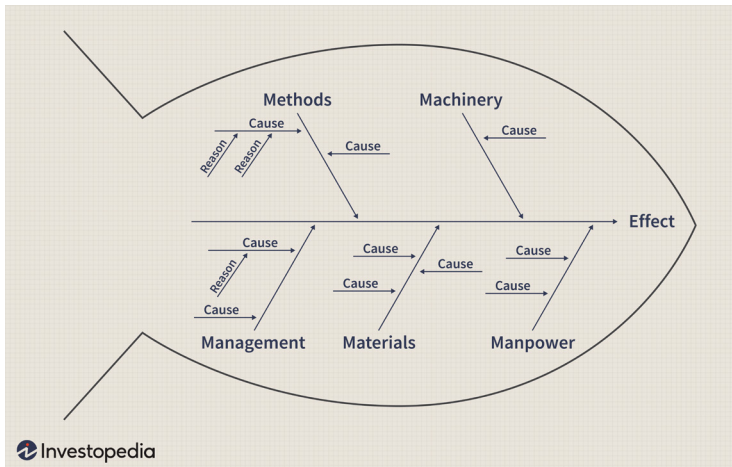 Methods
Machinery
Cause
Cause
Cause
Reason
Reason
Effect
Cause
Cause
Cause
Cause
Reason
Cause
Cause
Cause
Management
Materials
Manpower
Investopedia